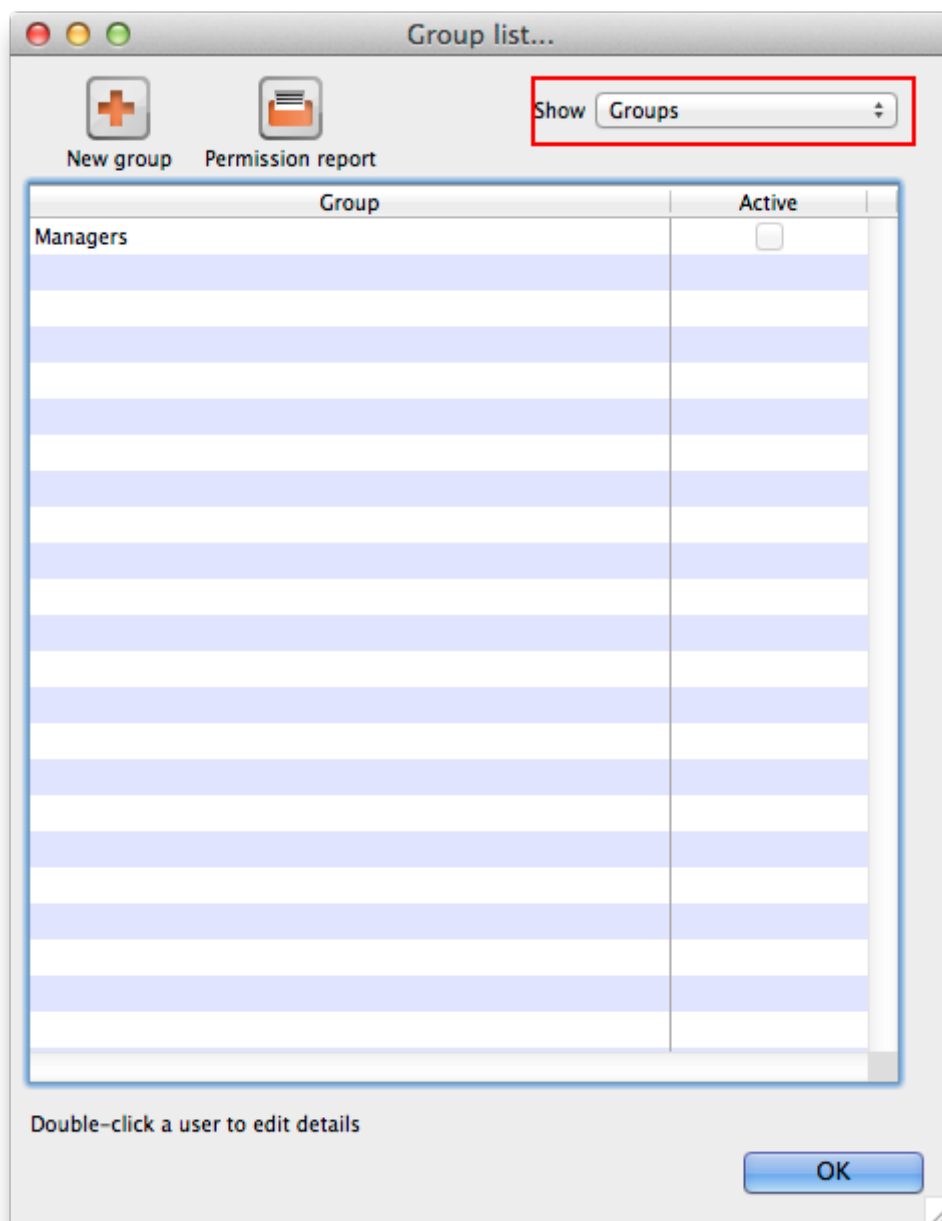 Group list...
Show Groups
New group Permission report
Group Active
Managers
Double-click a user to edit details
OK